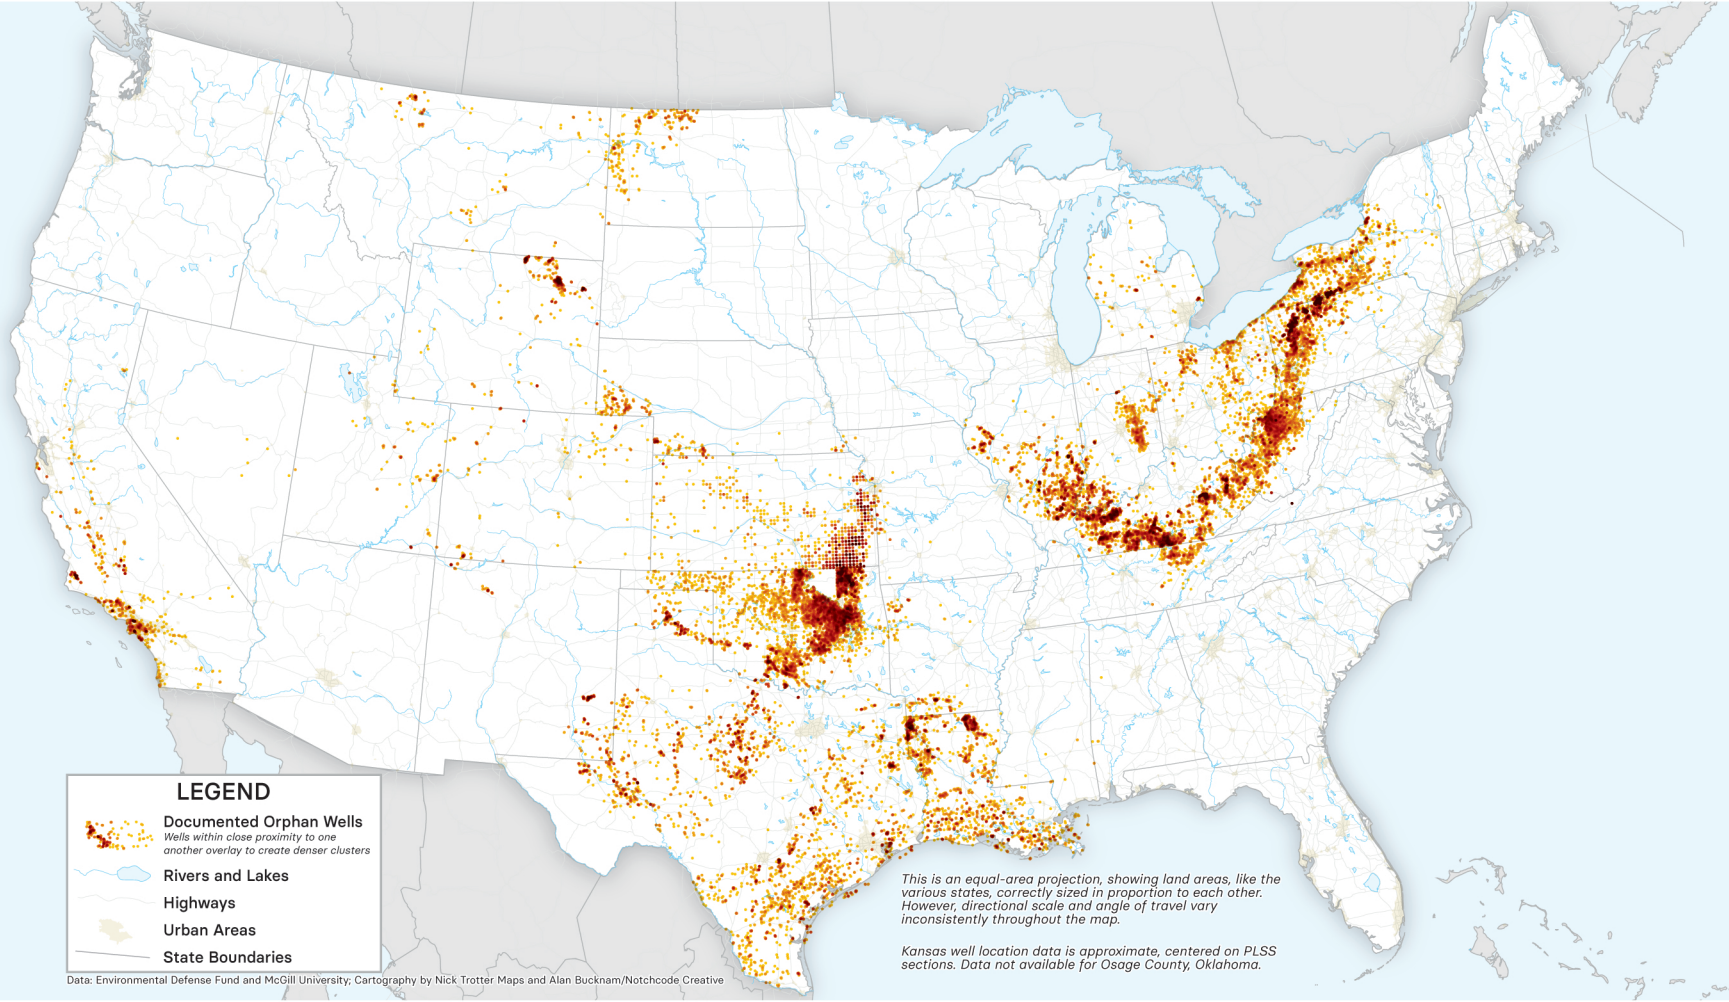 LEGEND
Documented Orphan Wells
Wells within close proximity to one
another overlay to create denser clusters
Rivers and Lakes
Highways
Urban Areas
State Boundaries
This is an equal-area projection, showing land areas, like the
various states, correctly sized in proportion to each other.
However, directional scale and angle of travel vary
inconsistently throughout the map.
Kansas well location data is approximate, centered on PLSS
sections. Data not available for Osage County, Oklahoma.
Data: Environmental Defense Fund and McGill University; Cartography by Nick Trotter Maps and Alan Bucknam/Notchcode Creative